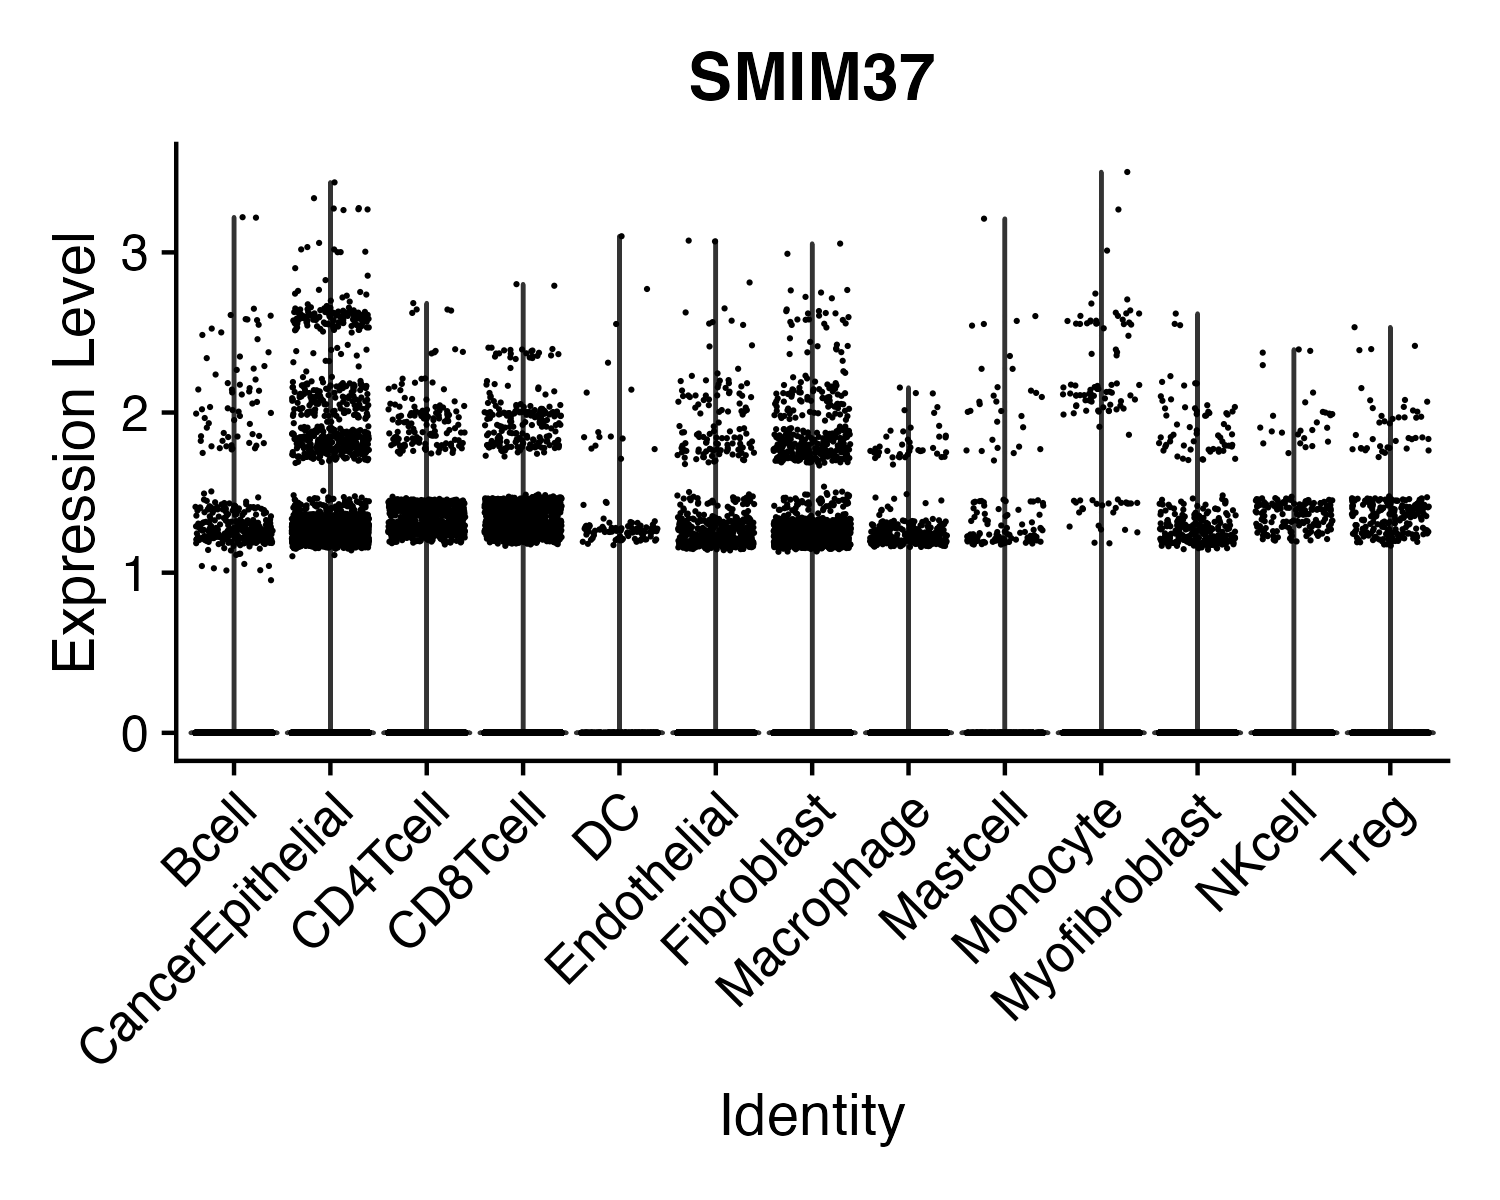 SMIM37
Expression Level
3
2
1
0
Bcell
CancerEpithelial
CD4Tcell
CD8Tcell
DC
Endothelial
Fibroblast
Macrophage
Mastcell
Monocyte
Myofibroblast
NKcell
Treg
Identity